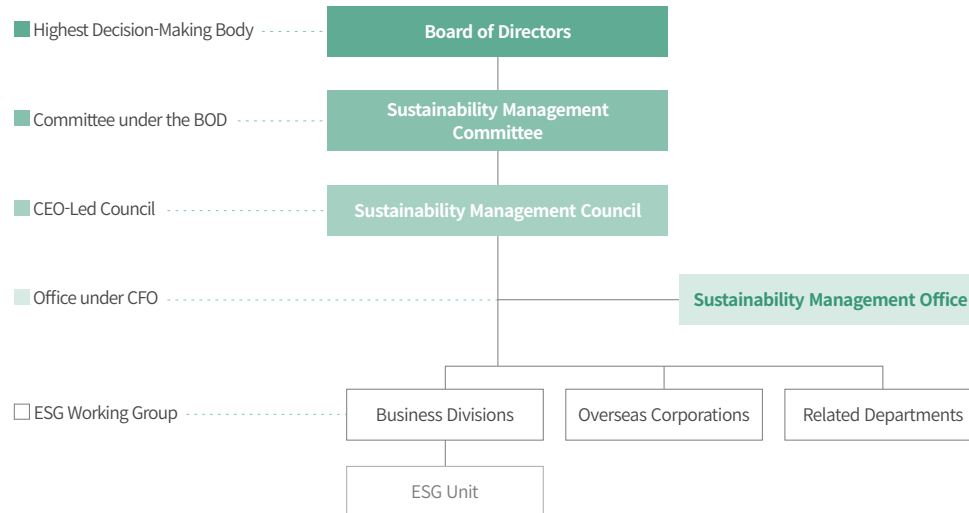 Highest Decision-Making Body
Board of Directors
Committee under the BOD
Sustainability Management
Committee
CEO-Led Council
Sustainability Management Council
Office under CFO
Sustainability Management Office
ESG Working Group
Business Divisions
Overseas Corporations
Related Departments
ESG Unit